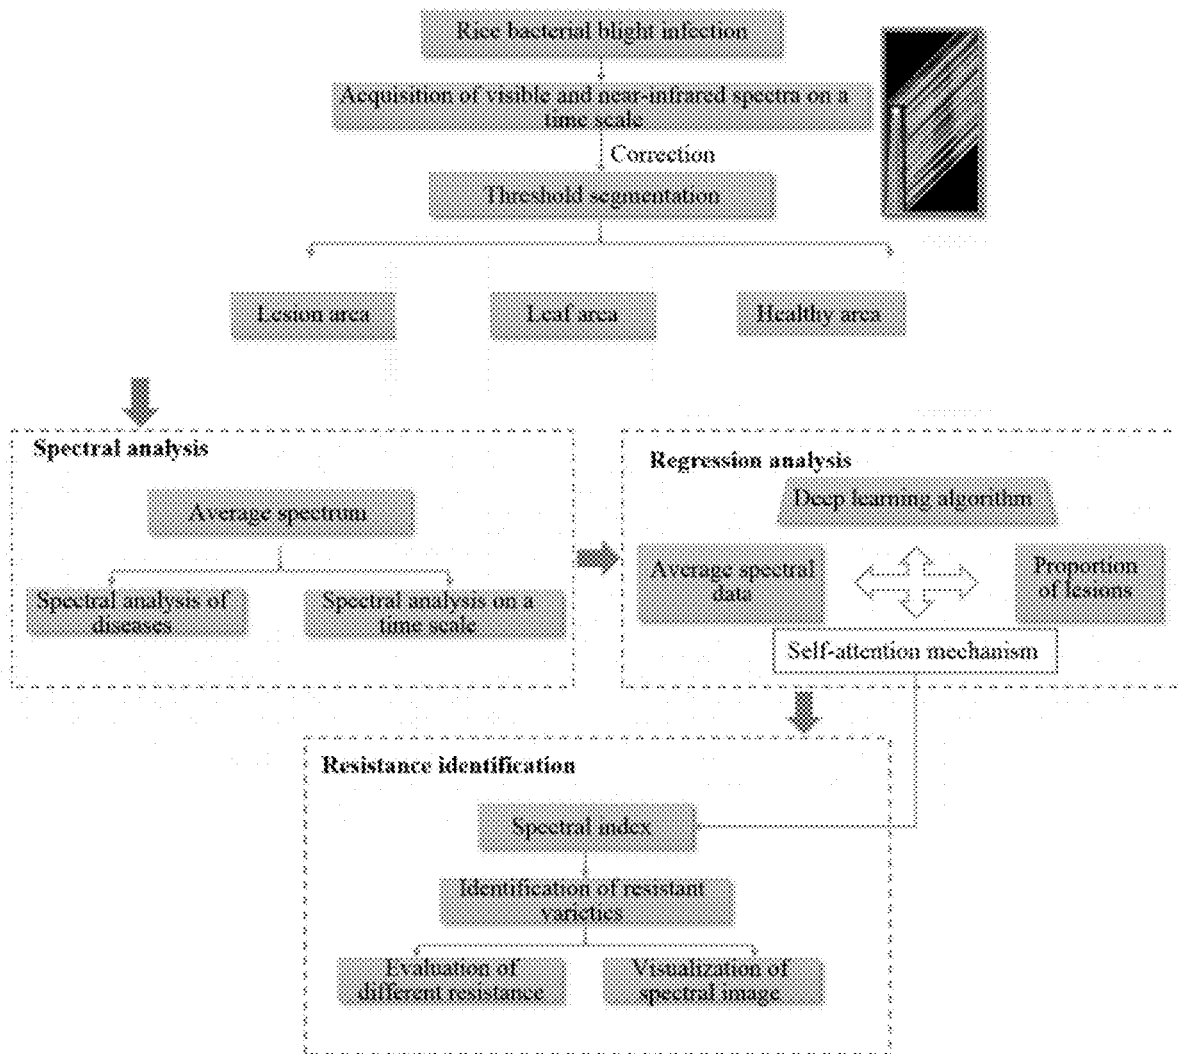 Rice bacterial blight infection
Acquisition of visible and near-infrared spectra on a
time scale
Correction
Threshold segmentation
Lesion area
Leaf area
Healthy area
Spectral analysis
Average spectrum
Spectral analysis of
diseases
Spectral analysis on a
time scale
Regression analysis
Deep learning algorithm
Average spectral
data
Proportion
of lesions
Self-attention mechanism
Resistance identification
Spectral index
Identification of resistant
varieties
Evaluation of
different resistance
Visualization of
spectral image